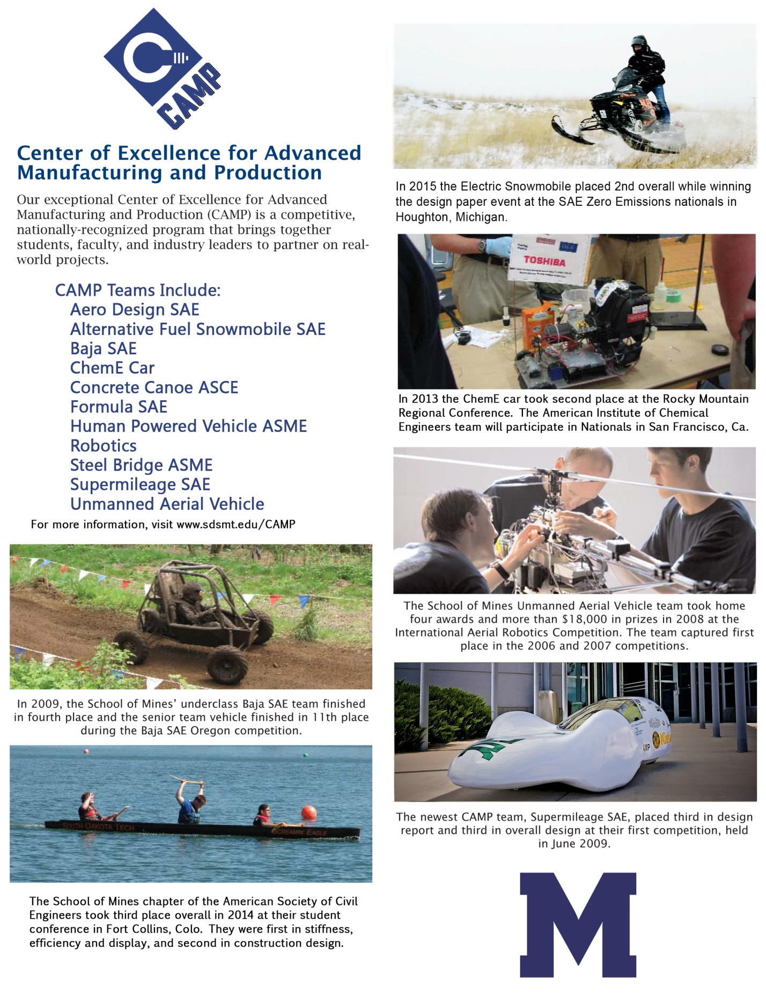 C
CAMP
Center of Excellence for Advanced
Manufacturing and Production
Our exceptional Center of Excellence for Advanced
Manufacturing and Production (CAMP) is a competitive,
nationally-recognized program that brings together
students, faculty, and industry leaders to partner on real-
world projects.
CAMP Teams Include:
Aero Design SAE
Alternative Fuel Snowmobile SAE
Baja SAE
ChemE Car
Concrete Canoe ASCE
Formula SAE
Human Powered Vehicle ASME
Robotics
Steel Bridge ASME
Supermileage SAE
Unmanned Aerial Vehicle
For more information, visit www.sdsmt.edu/CAMP
In 2009, the School of Mines’ underclass Baja SAE team finished
in fourth place and the senior team vehicle finished in 11th place
during the Baja SAE Oregon competition.
SOUTH DAKOTA TECH
SCREAMIN' EAGLE
The School of Mines chapter of the American Society of Civil
Engineers took third place overall in 2014 at their student
conference in Fort Collins, Colo. They were first in stiffness,
efficiency and display, and second in construction design.
In 2015 the Electric Snowmobile placed 2nd overall while winning
the design paper event at the SAE Zero Emissions nationals in
Houghton, Michigan.
TOSHIBA
In 2013 the ChemE car took second place at the Rocky Mountain
Regional Conference. The American Institute of Chemical
Engineers team will participate in Nationals in San Francisco, Ca.
The School of Mines Unmanned Aerial Vehicle team took home
four awards and more than $18,000 in prizes in 2008 at the
International Aerial Robotics Competition. The team captured first
place in the 2006 and 2007 competitions.
AMP
The newest CAMP team, Supermileage SAE, placed third in design
report and third in overall design at their first competition, held
in June 2009.
M